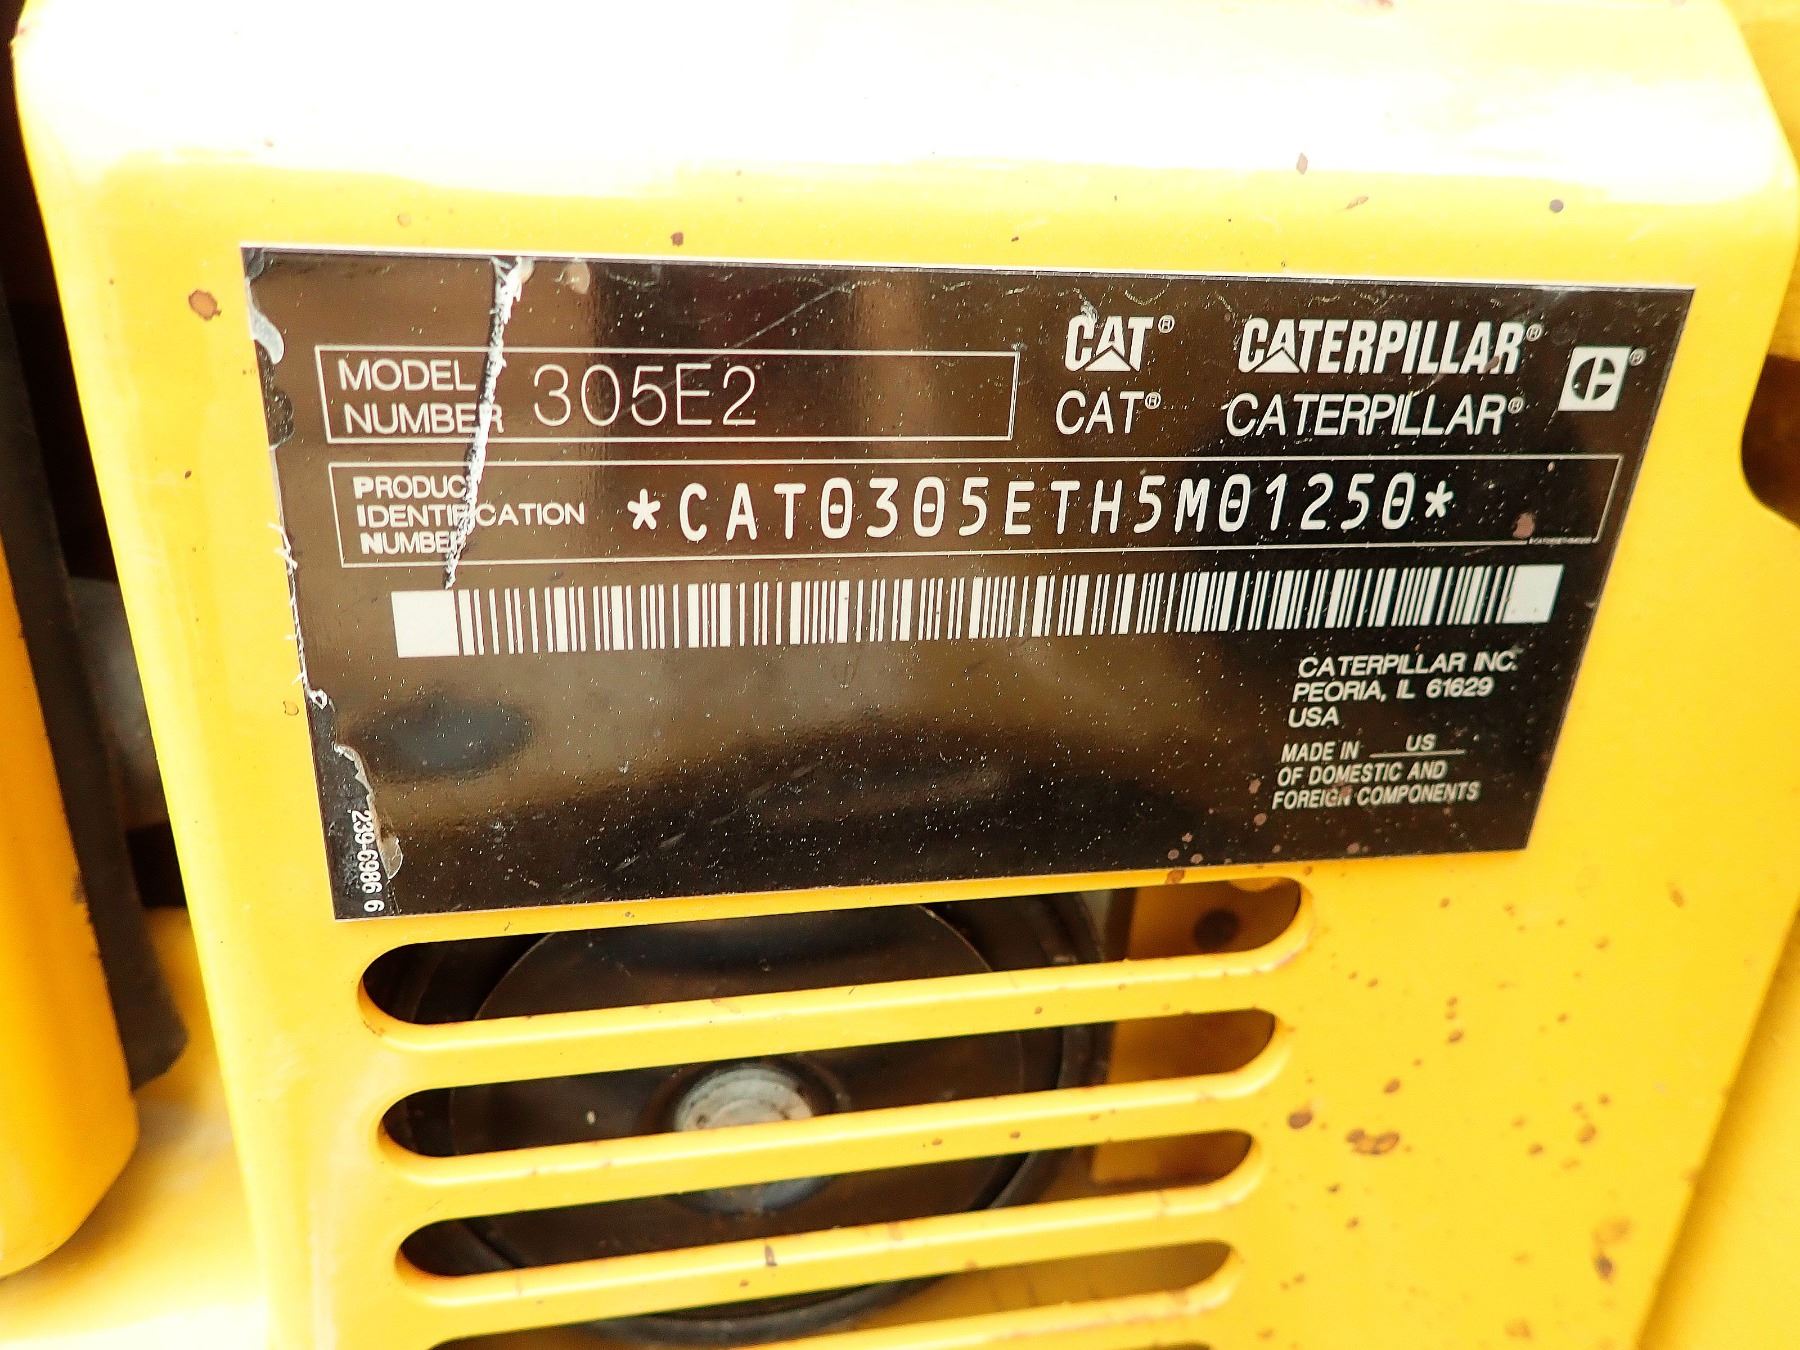 MODEL NUMBER 305E2
CAT® CATERPILLAR®
CAT® CATERPILLAR®
PRODUCT IDENTIFICATION NUMBER *CAT0305ETH5M01250*
CATERPILLAR INC.
PEORIA, IL 61629
USA
MADE IN US
OF DOMESTIC AND
FOREIGN COMPONENTS
239-6986 6